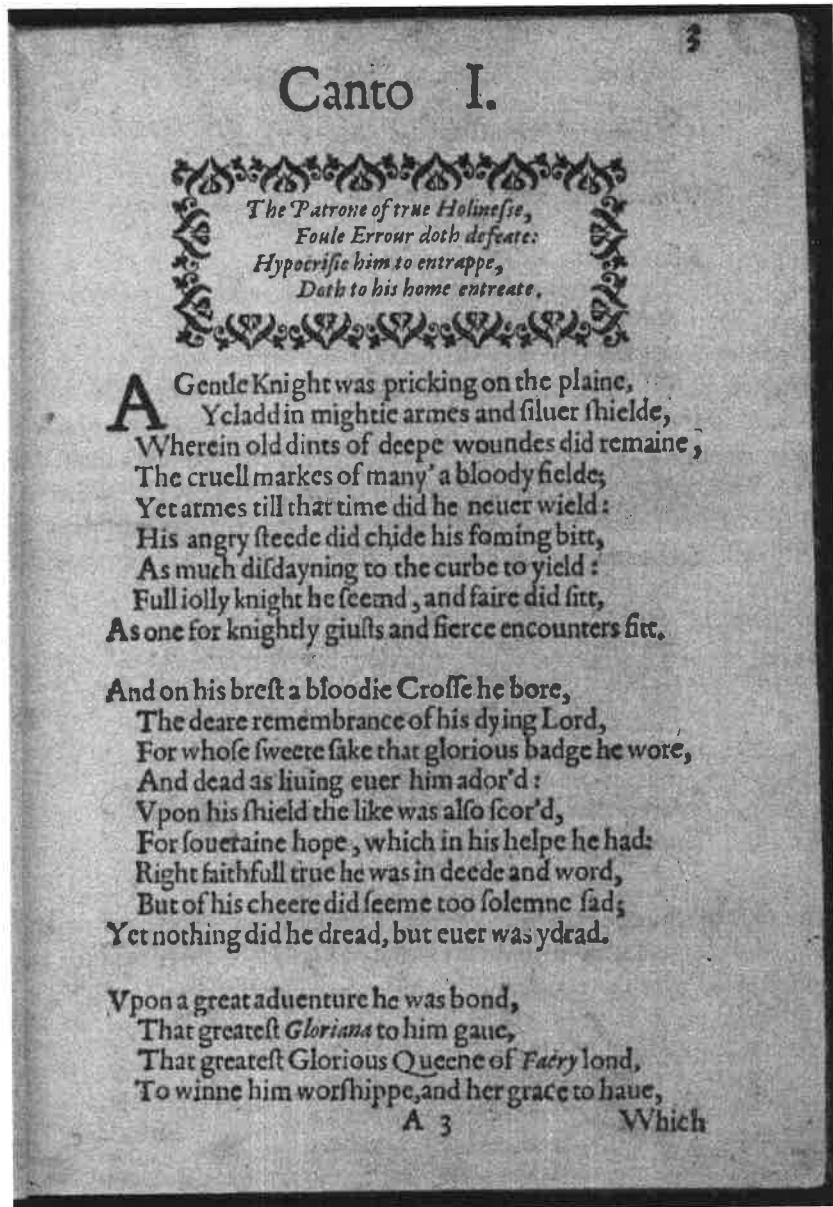 3
Canto I.
The Patrone of true Holineſſe,
Foule Errour doth defeate:
Hypocriſie him to entrappe,
Doth to his home entreate.
A Gentle Knight was pricking on the plaine,
Ycladd in mightie armes and ſiluer ſhielde,
Wherein old dints of deepe woundes did remaine,
The cruell markes of many' a bloody fielde;
Yet armes till that time did he neuer wield:
His angry ſteede did chide his foming bitt,
As much diſdayning to the curbe to yield:
Full iolly knight he ſeemd, and faire did ſitt,
As one for knightly giuſts and fierce encounters fitt.
And on his breſt a bloodie Croſſe he bore,
The deare remembrance of his dying Lord,
For whoſe ſweete ſake that glorious badge he wore,
And dead as liuing euer him ador'd:
Vpon his ſhield the like was alſo ſcor'd,
For ſoueraine hope, which in his helpe he had:
Right faithfull true he was in deede and word,
But of his cheere did ſeeme too ſolemne ſad;
Yet nothing did he dread, but euer was ydrad.
Vpon a great aduenture he was bond,
That greateſt Gloriana to him gaue,
That greateſt Glorious Queene of Faéry lond,
To winne him worſhippe, and her grace to haue,
A 3 Which